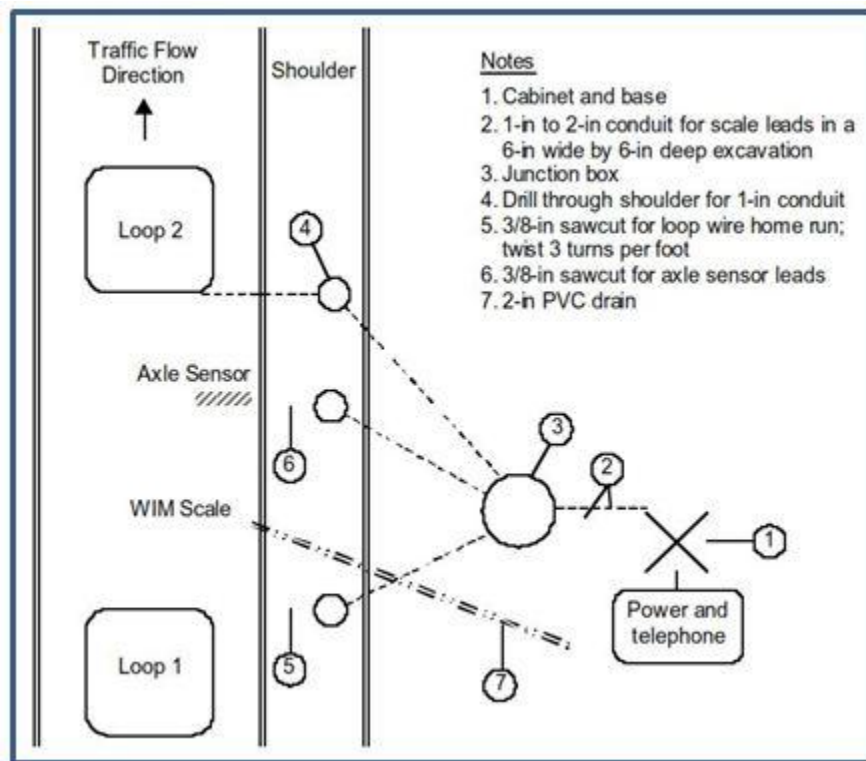 Traffic Flow
Direction
Shoulder
Notes
1. Cabinet and base
2. 1-in to 2-in conduit for scale leads in a
6-in wide by 6-in deep excavation
3. Junction box
4. Drill through shoulder for 1-in conduit
5. 3/8-in sawcut for loop wire home run;
twist 3 turns per foot
6. 3/8-in sawcut for axle sensor leads
7. 2-in PVC drain
Loop 2
4
Axle Sensor
3
2
6
WIM Scale
1
Power and
telephone
Loop 1
5
7